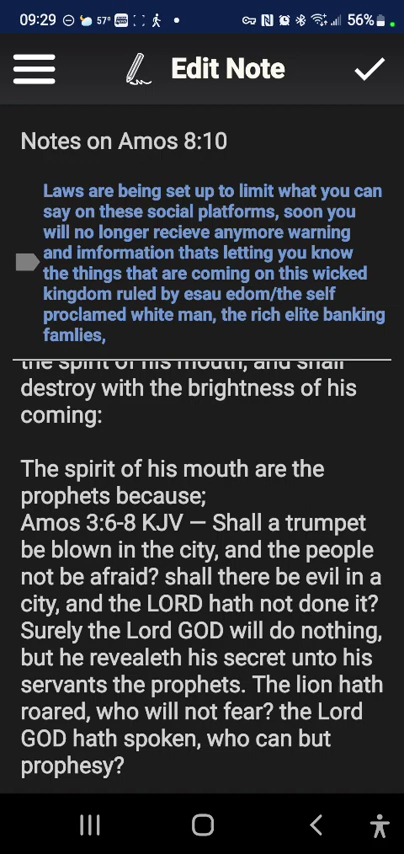 09:29 57° 56%
Edit Note
Notes on Amos 8:10
Laws are being set up to limit what you can
say on these social platforms, soon you
will no longer recieve anymore warning
and imformation thats letting you know
the things that are coming on this wicked
kingdom ruled by esau edom/the self
proclamed white man, the rich elite banking
famlies,
the spirit of his mouth, and shall
destroy with the brightness of his
coming:
The spirit of his mouth are the
prophets because;
Amos 3:6-8 KJV — Shall a trumpet
be blown in the city, and the people
not be afraid? shall there be evil in a
city, and the LORD hath not done it?
Surely the Lord GOD will do nothing,
but he revealeth his secret unto his
servants the prophets. The lion hath
roared, who will not fear? the Lord
GOD hath spoken, who can but
prophesy?